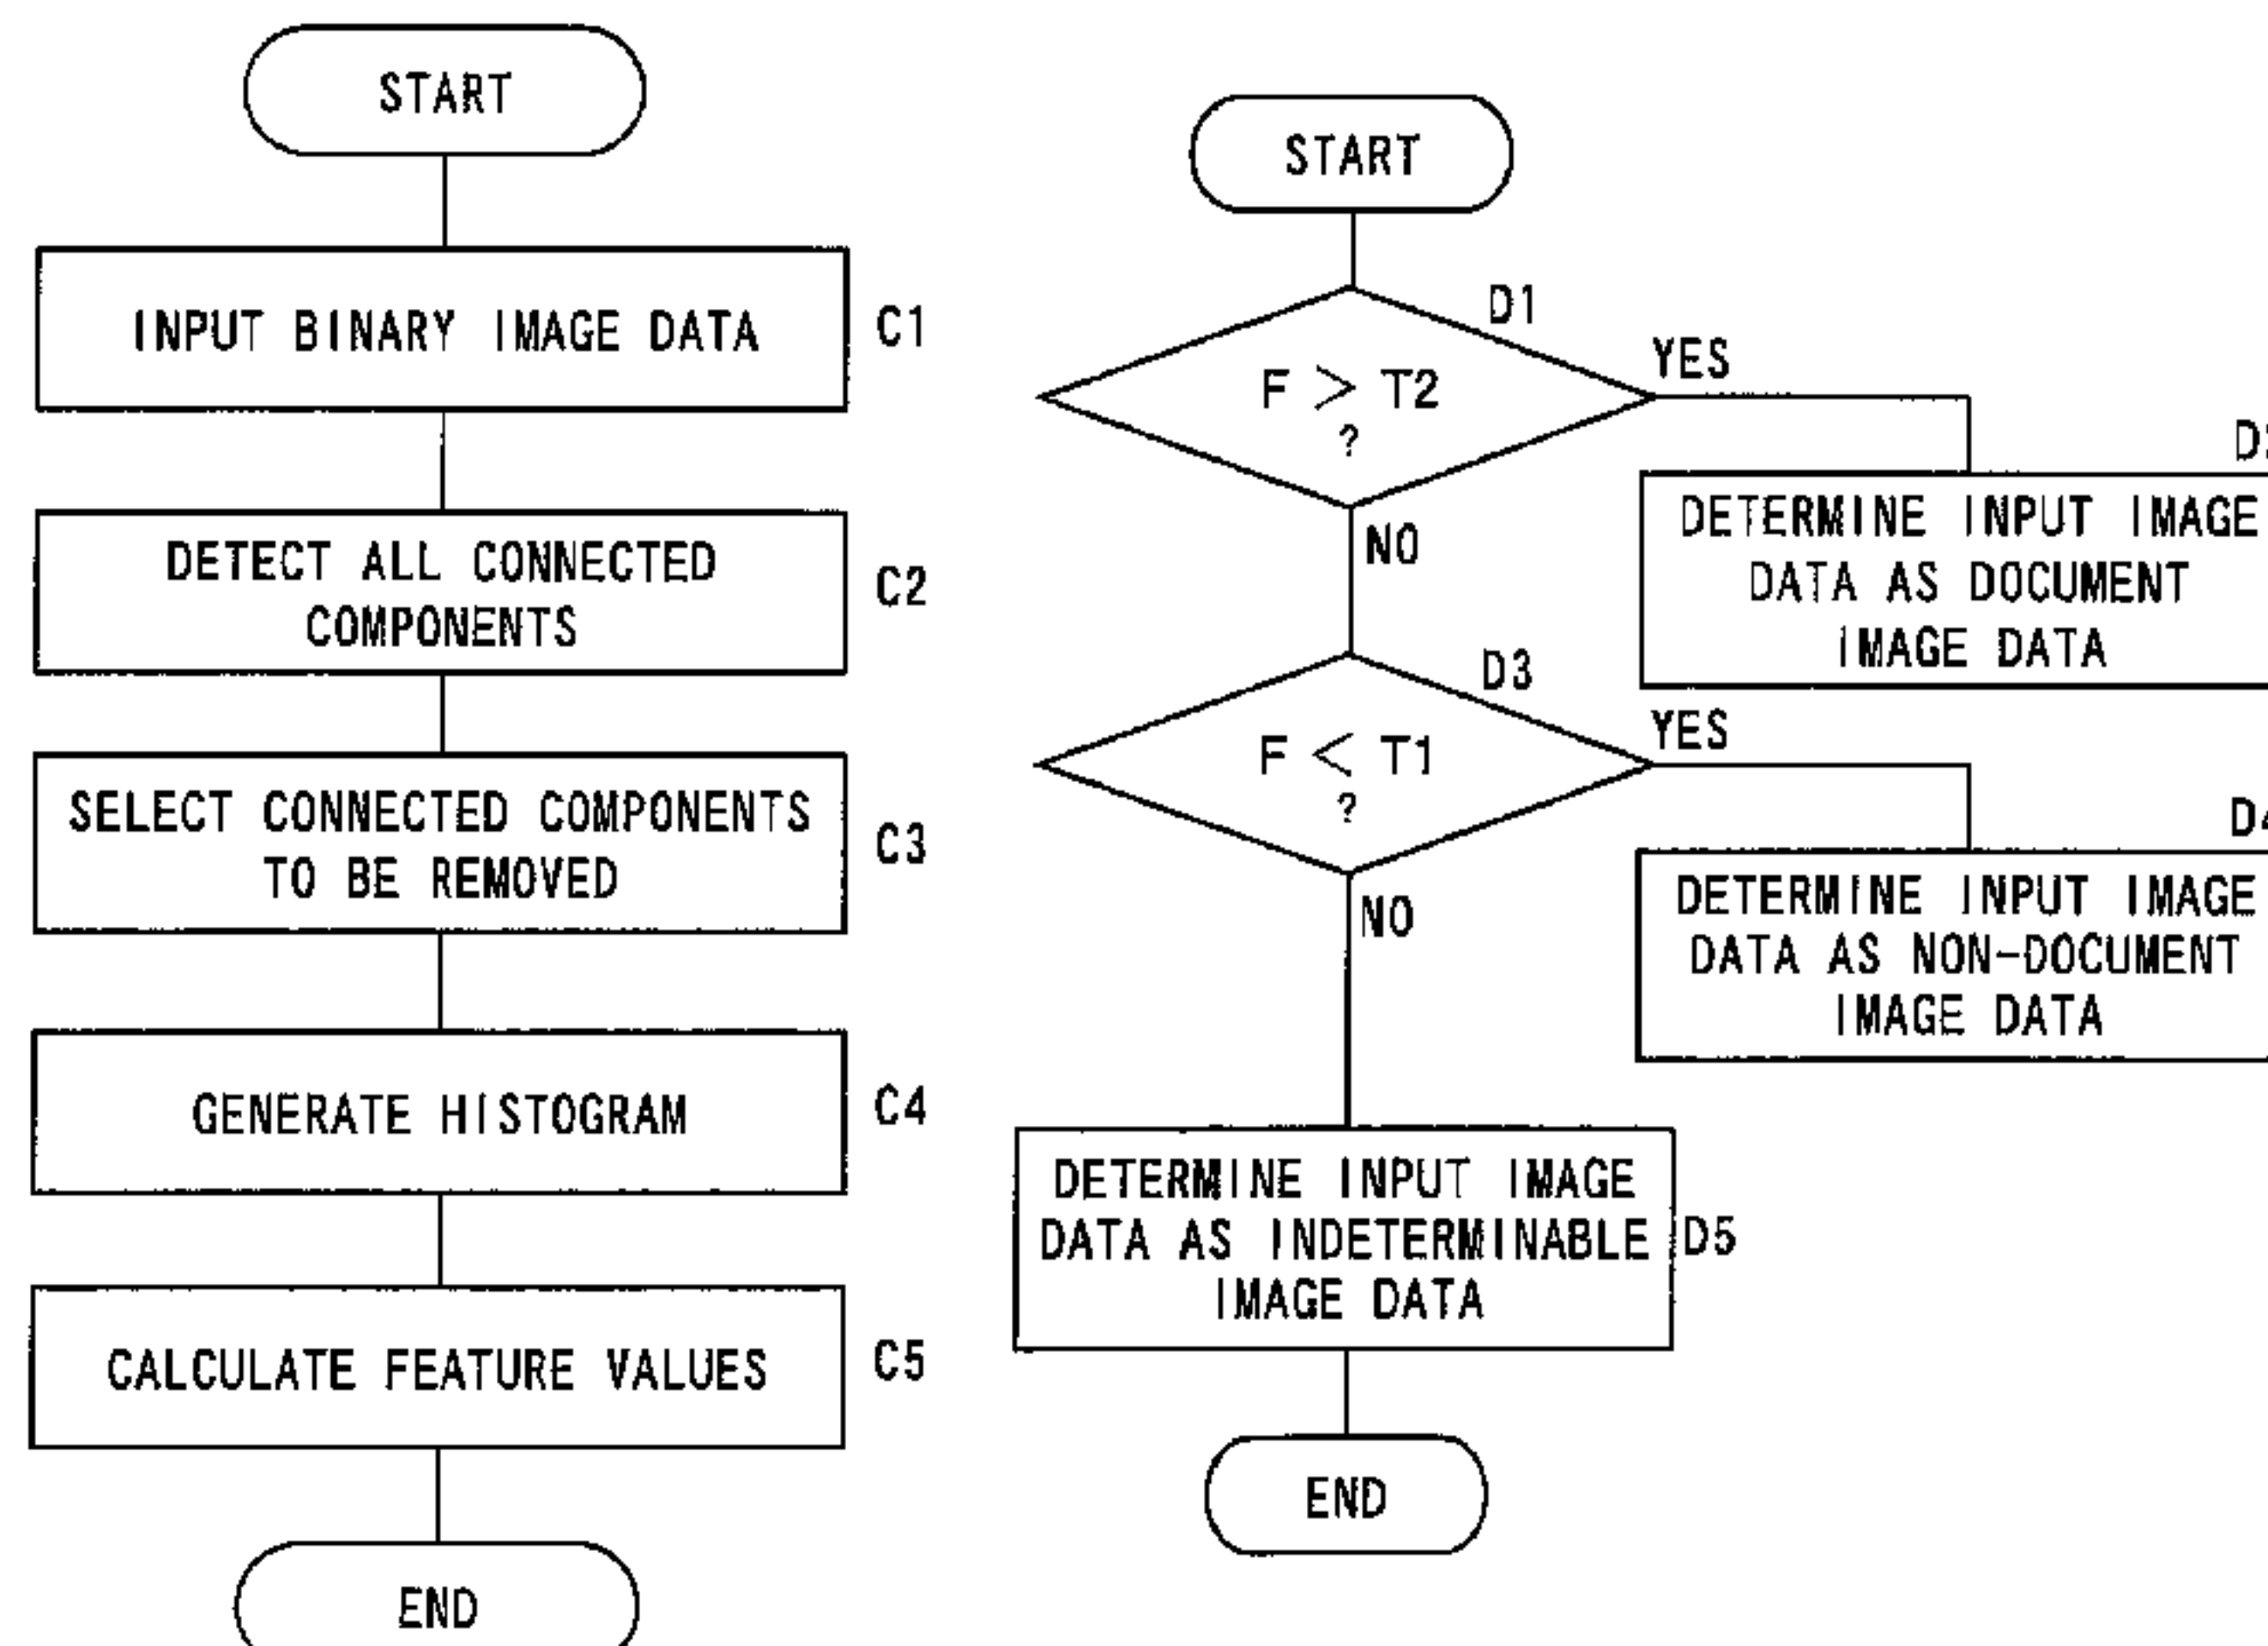 START
INPUT BINARY IMAGE DATA
C1
DETECT ALL CONNECTED
COMPONENTS
C2
SELECT CONNECTED COMPONENTS
TO BE REMOVED
C3
GENERATE HISTOGRAM
C4
CALCULATE FEATURE VALUES
C5
END
START
D1
F > T2
?
YES
NO
DETERMINE INPUT IMAGE
DATA AS DOCUMENT
IMAGE DATA
D3
F < T1
?
YES
NO
DETERMINE INPUT IMAGE
DATA AS NON-DOCUMENT
IMAGE DATA
DETERMINE INPUT IMAGE
DATA AS INDETERMINABLE
IMAGE DATA
D5
END